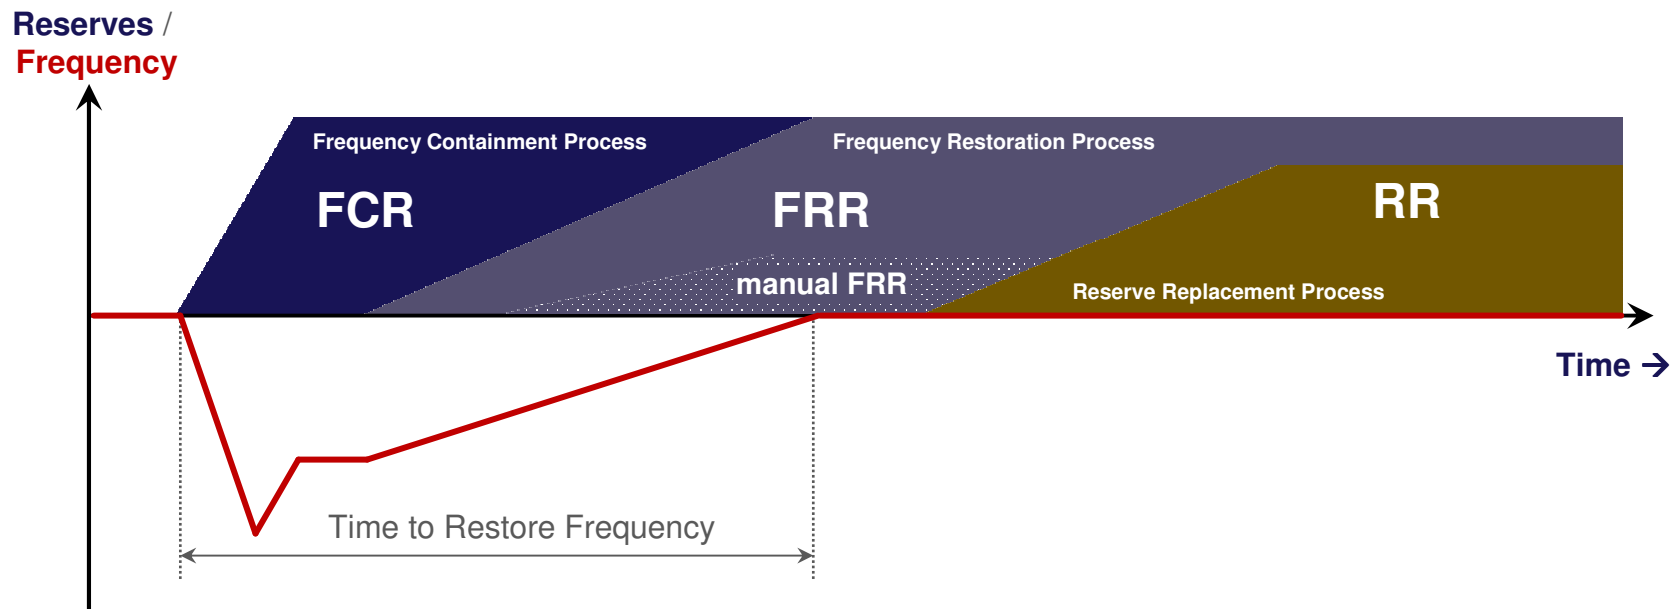 Reserves /
Frequency
Frequency Containment Process
Frequency Restoration Process
FCR
FRR
RR
manual FRR
Reserve Replacement Process
Time →
Time to Restore Frequency